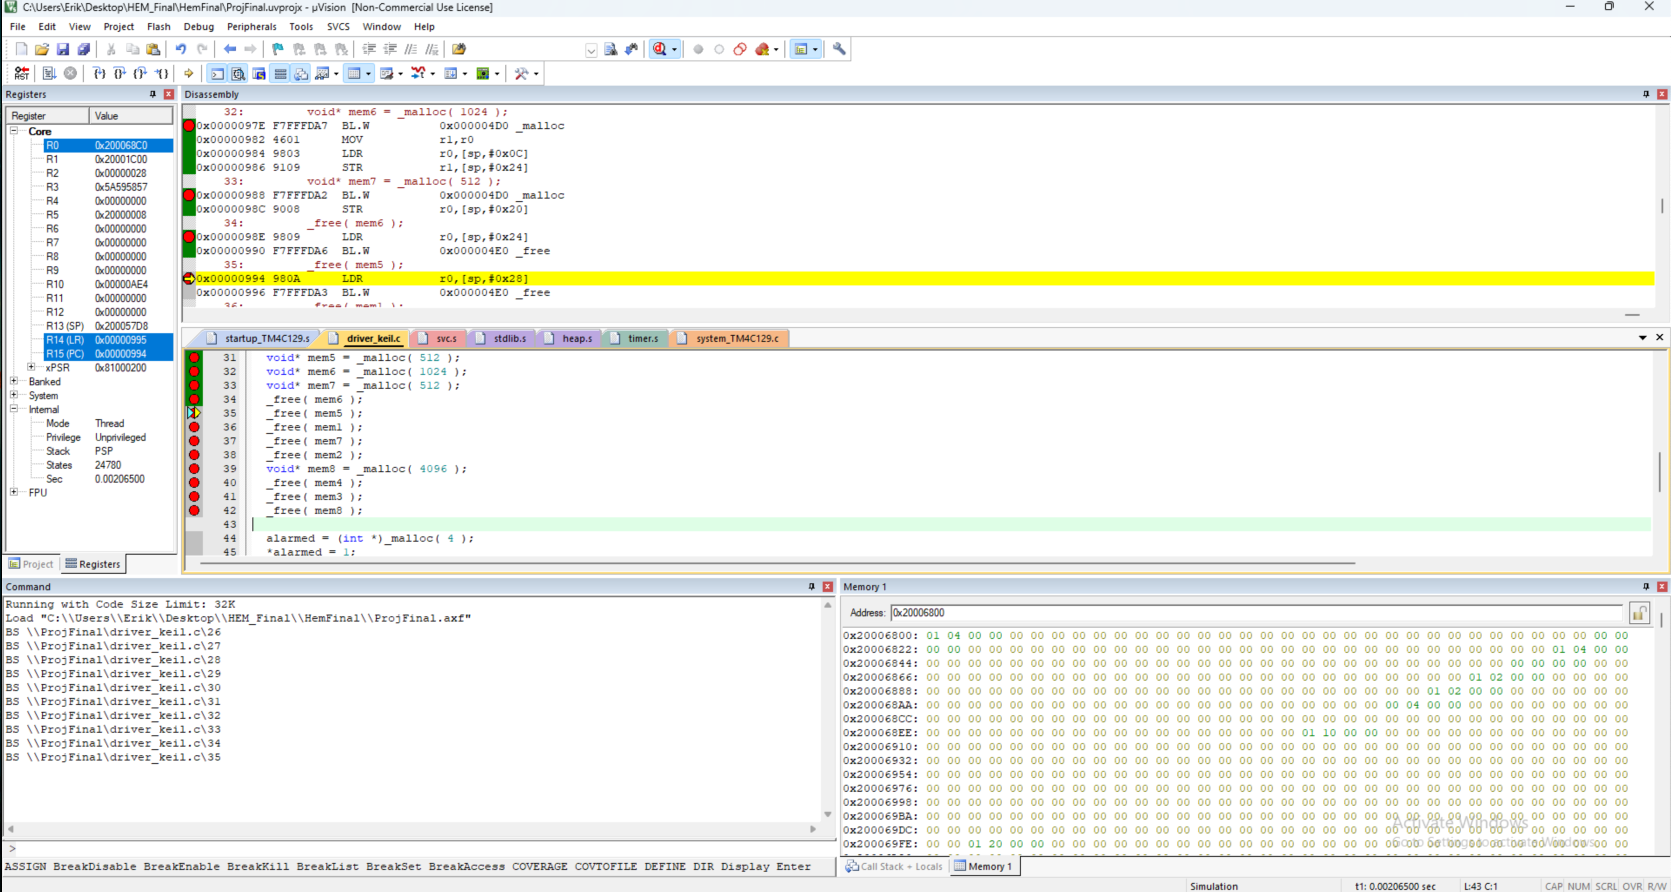 C:\Users\Erik\Desktop\HEM_Final\HemFinal\ProjFinal.uvprojx - µVision  [Non-Commercial Use License]
File Edit View Project Flash Debug Peripherals Tools SVCS Window Help
Registers
Register Value
Core
R0 0x200068C0
R1 0x20001C00
R2 0x00000028
R3 0x5A595857
R4 0x00000000
R5 0x20000008
R6 0x00000000
R7 0x00000000
R8 0x00000000
R9 0x00000000
R10 0x00000AE4
R11 0x00000000
R12 0x00000000
R13 (SP) 0x200057D8
R14 (LR) 0x00000995
R15 (PC) 0x00000994
xPSR 0x81000200
Banked
System
Internal
Mode Thread
Privilege Unprivileged
Stack PSP
States 24780
Sec 0.00206500
FPU
Project Registers
Disassembly
32: void* mem6 = _malloc( 1024 );
0x0000097E F7FFFDA7 BL.W 0x000004D0 _malloc
0x00000982 4601 MOV r1,r0
0x00000984 9803 LDR r0,[sp,#0x0C]
0x00000986 9109 STR r1,[sp,#0x24]
33: void* mem7 = _malloc( 512 );
0x00000988 F7FFFDA2 BL.W 0x000004D0 _malloc
0x0000098C 9008 STR r0,[sp,#0x20]
34: _free( mem6 );
0x0000098E 9809 LDR r0,[sp,#0x24]
0x00000990 F7FFFDA6 BL.W 0x000004E0 _free
35: _free( mem5 );
0x00000994 980A LDR r0,[sp,#0x28]
0x00000996 F7FFFDA3 BL.W 0x000004E0 _free
36: _free( mem1 );
startup_TM4C129.s driver_keil.c svc.s stdlib.s heap.s timer.s system_TM4C129.c
31 void* mem5 = _malloc( 512 );
32 void* mem6 = _malloc( 1024 );
33 void* mem7 = _malloc( 512 );
34 _free( mem6 );
35 _free( mem5 );
36 _free( mem1 );
37 _free( mem7 );
38 _free( mem2 );
39 void* mem8 = _malloc( 4096 );
40 _free( mem4 );
41 _free( mem3 );
42 _free( mem8 );
43
44 alarmed = (int *)_malloc( 4 );
45 *alarmed = 1;
Command
Running with Code Size Limit: 32K
Load "C:\\Users\\Erik\\Desktop\\HEM_Final\\HemFinal\\ProjFinal.axf"
BS \\ProjFinal\driver_keil.c\26
BS \\ProjFinal\driver_keil.c\27
BS \\ProjFinal\driver_keil.c\28
BS \\ProjFinal\driver_keil.c\29
BS \\ProjFinal\driver_keil.c\30
BS \\ProjFinal\driver_keil.c\31
BS \\ProjFinal\driver_keil.c\32
BS \\ProjFinal\driver_keil.c\33
BS \\ProjFinal\driver_keil.c\34
BS \\ProjFinal\driver_keil.c\35
>
ASSIGN BreakDisable BreakEnable BreakKill BreakList BreakSet BreakAccess COVERAGE COVTOFILE DEFINE DIR Display Enter
Memory 1
Address: 0x20006800
0x20006800: 01 04 00 00 00 00 00 00 00 00 00 00 00 00 00 00 00 00 00 00 00 00 00 00 00 00 00 00 00 00 00 00 00 00
0x20006822: 00 00 00 00 00 00 00 00 00 00 00 00 00 00 00 00 00 00 00 00 00 00 00 00 00 00 00 00 00 00 01 04 00 00
0x20006844: 00 00 00 00 00 00 00 00 00 00 00 00 00 00 00 00 00 00 00 00 00 00 00 00 00 00 00 00 00 00 00 00 00 00
0x20006866: 00 00 00 00 00 00 00 00 00 00 00 00 00 00 00 00 00 00 00 00 00 00 00 00 00 00 01 02 00 00 00 00 00 00
0x20006888: 00 00 00 00 00 00 00 00 00 00 00 00 00 00 00 00 00 00 00 00 00 00 00 00 01 02 00 00 00 00 00 00 00 00
0x200068AA: 00 00 00 00 00 00 00 00 00 00 00 00 00 00 00 00 00 00 00 00 00 00 00 04 00 00 00 00 00 00 00 00 00 00
0x200068CC: 00 00 00 00 00 00 00 00 00 00 00 00 00 00 00 00 00 00 00 00 00 00 00 00 00 00 00 00 00 00 00 00 00 00
0x200068EE: 00 00 00 00 00 00 00 00 00 00 00 00 00 00 00 00 00 00 01 10 00 00 00 00 00 00 00 00 00 00 00 00 00 00
0x20006910: 00 00 00 00 00 00 00 00 00 00 00 00 00 00 00 00 00 00 00 00 00 00 00 00 00 00 00 00 00 00 00 00 00 00
0x20006932: 00 00 00 00 00 00 00 00 00 00 00 00 00 00 00 00 00 00 00 00 00 00 00 00 00 00 00 00 00 00 00 00 00 00
0x20006954: 00 00 00 00 00 00 00 00 00 00 00 00 00 00 00 00 00 00 00 00 00 00 00 00 00 00 00 00 00 00 00 00 00 00
0x20006976: 00 00 00 00 00 00 00 00 00 00 00 00 00 00 00 00 00 00 00 00 00 00 00 00 00 00 00 00 00 00 00 00 00 00
0x20006998: 00 00 00 00 00 00 00 00 00 00 00 00 00 00 00 00 00 00 00 00 00 00 00 00 00 00 00 00 00 00 00 00 00 00
0x200069BA: 00 00 00 00 00 00 00 00 00 00 00 00 00 00 00 00 00 00 00 00 00 00 00 00 00 00 00 00 00 00 00 00 00 00
0x200069DC: 00 00 00 00 00 00 00 00 00 00 00 00 00 00 00 00 00 00 00 00 00 00 00 00 00 00 00 00 00 00 00 00 00 00
0x200069FE: 00 00 01 20 00 00 00 00 00 00 00 00 00 00 00 00 00 00 00 00 00 00 00 00 00 00 00 00 00 00 00 00 00 00
Activate Windows
Go to Settings to activate Windows.
Call Stack + Locals Memory 1
Simulation t1: 0.00206500 sec L:43 C:1 CAP NUM SCRL OVR R/W